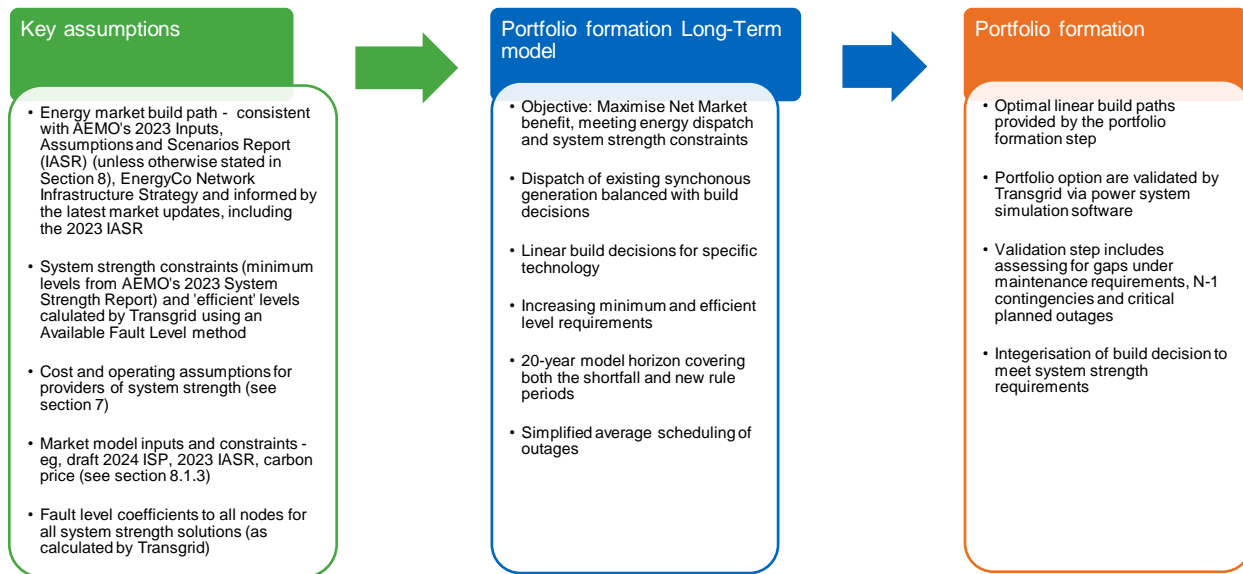 Key assumptions
• Energy market build path - consistent
with AEMO's 2023 Inputs,
Assumptions and Scenarios Report
(IASR) (unless otherwise stated in
Section 8), EnergyCo Network
Infrastructure Strategy and informed by
the latest market updates, including
the 2023 IASR
• System strength constraints (minimum
levels from AEMO's 2023 System
Strength Report) and 'efficient' levels
calulated by Transgrid using an
Available Fault Level method
• Cost and operating assumptions for
providers of system strength (see
section 7)
• Market model inputs and constraints -
eg, draft 2024 ISP, 2023 IASR, carbon
price (see section 8.1.3)
• Fault level coefficients to all nodes for
all system strength solutions (as
calculated by Transgrid)
Portfolio formation Long-Term
model
• Objective: Maximise Net Market
benefit, meeting energy dispatch
and system strength constraints
• Dispatch of existing synchonous
generation balanced with build
decisions
• Linear build decisions for specific
technology
• Increasing minimum and efficient
level requirements
• 20-year model horizon covering
both the shortfall and new rule
periods
• Simplified average scheduling of
outages
Portfolio formation
• Optimal linear build paths
provided by the portfolio
formation step
• Portfolio option are validated by
Transgrid via power system
simulation software
• Validation step includes
assessing for gaps under
maintenance requirements, N-1
contingencies and critical
planned outages
• Integerisation of build decision to
meet system strength
requirements